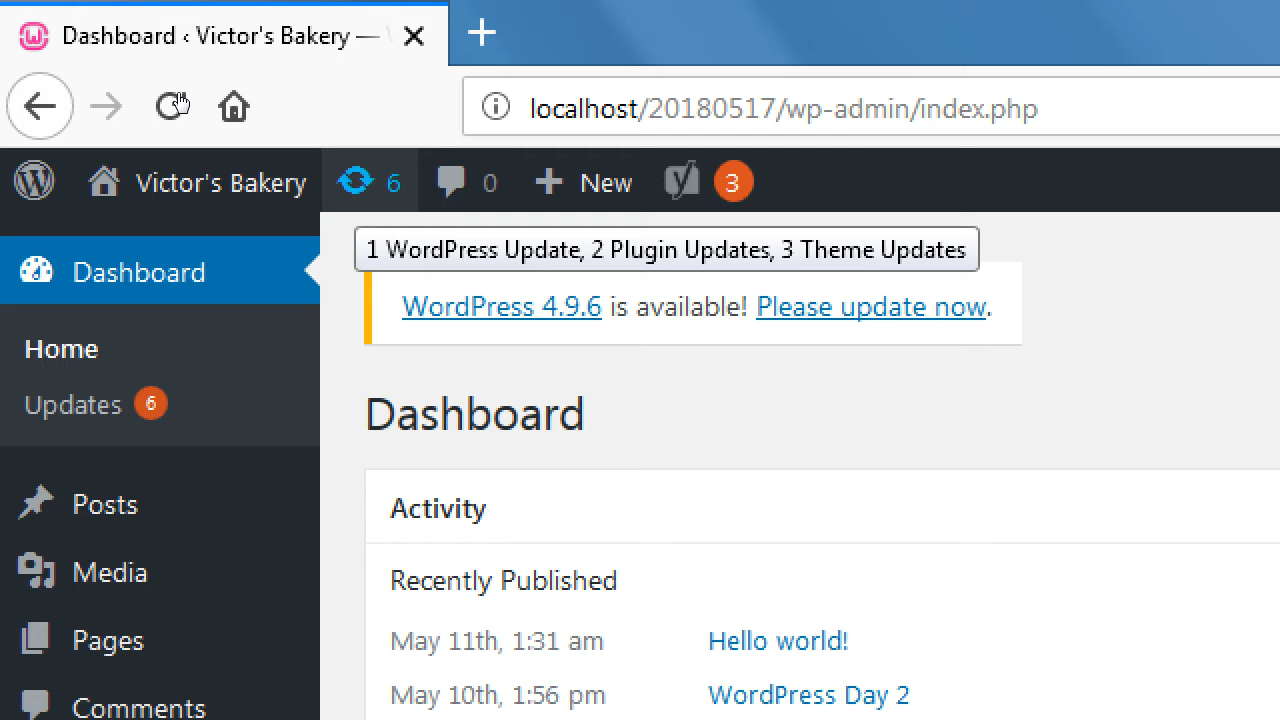 Dashboard ‹ Victor's Bakery —
localhost/20180517/wp-admin/index.php
Victor's Bakery 6 0 New 3
1 WordPress Update, 2 Plugin Updates, 3 Theme Updates
Dashboard
WordPress 4.9.6 is available! Please update now.
Home
Updates 6
Dashboard
Posts
Media
Pages
Comments
Activity
Recently Published
May 11th, 1:31 am Hello world!
May 10th, 1:56 pm WordPress Day 2